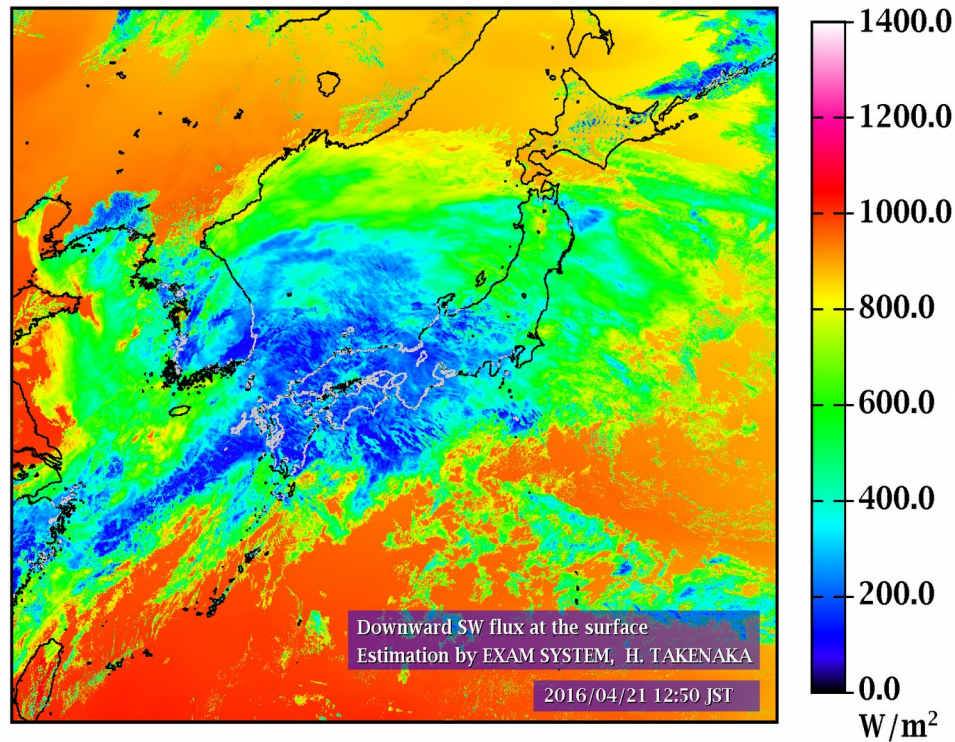 1400.0
1200.0
1000.0
800.0
600.0
400.0
200.0
0.0
W/m²
Downward SW flux at the surface
Estimation by EXAM SYSTEM, H. TAKENAKA
2016/04/21 12:50 JST